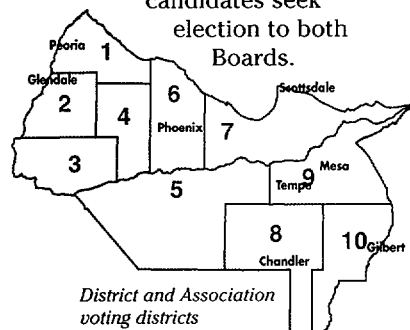 candidates seek
election to both
Boards.
Peoria
1
Glendale
2
6
4
Scottsdale
Phoenix
7
3
5
Mesa
9
Tempe
8
10
Gilbert
Chandler
District and Association
voting districts